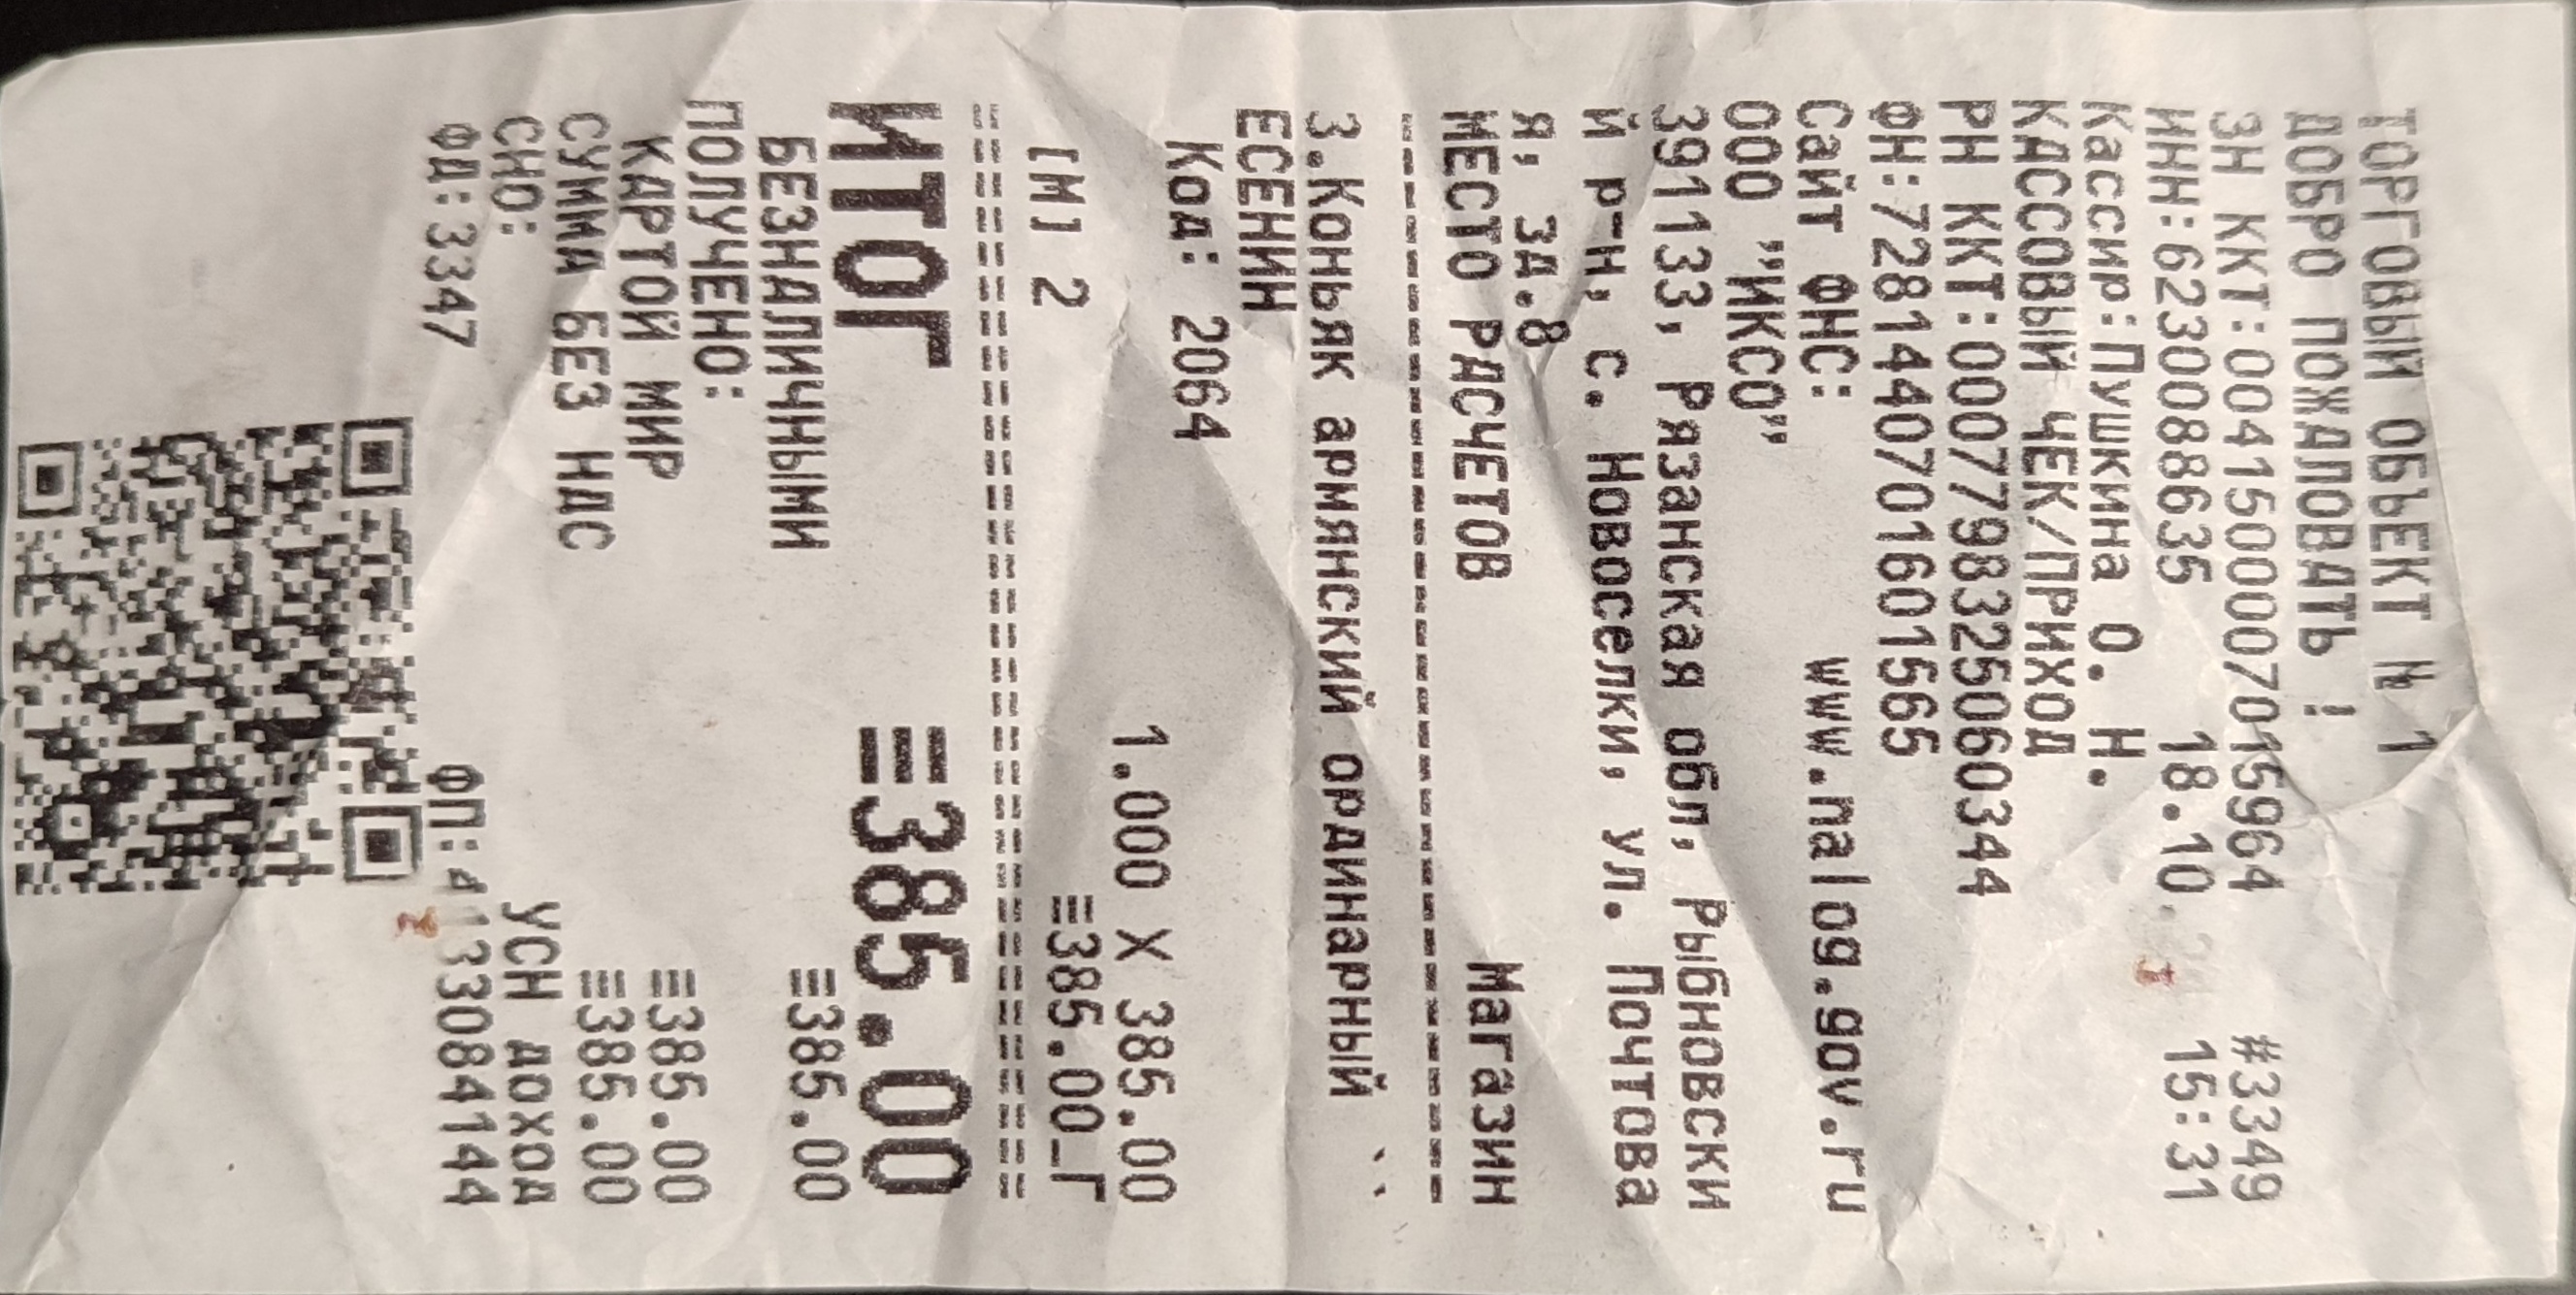 ТОРГОВЫЙ ОБЪЕКТ № 1
ДОБРО ПОЖАЛОВАТЬ !
ЗН ККТ:0041500007015964 #3349
ИНН:6230088635 18.10. 15:31
Кассир:Пушкина О. Н.
КАССОВЫЙ ЧЕК/ПРИХОД
РН ККТ:0007798325060344
ФН:7281440701601565
Сайт ФНС: www.nalog.gov.ru
ООО "ИКСО"
391133, Рязанская обл, Рыбновски
й р-н, с. Новоселки, ул. Почтова
я, зд.8
МЕСТО РАСЧЕТОВ Магазин
3.Коньяк армянский ординарный ``
ЕСЕНИН
Код: 2064
1.000 X 385.00
[М] 2 ≡385.00_Г
ИТОГ ≡385.00
БЕЗНАЛИЧНЫМИ ≡385.00
ПОЛУЧЕНО:
КАРТОЙ МИР ≡385.00
СУММА БЕЗ НДС ≡385.00
СНО: УСН ДОХОД
ФД:3347 ФП:4133084144